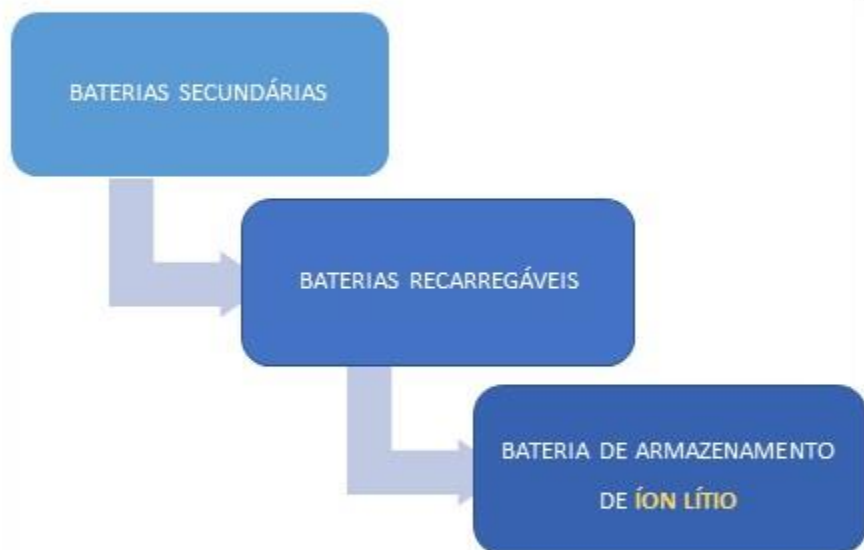 BATERIAS SECUNDÁRIAS
BATERIAS RECARREGÁVEIS
BATERIA DE ARMAZENAMENTO
DE ÍON LÍTIO